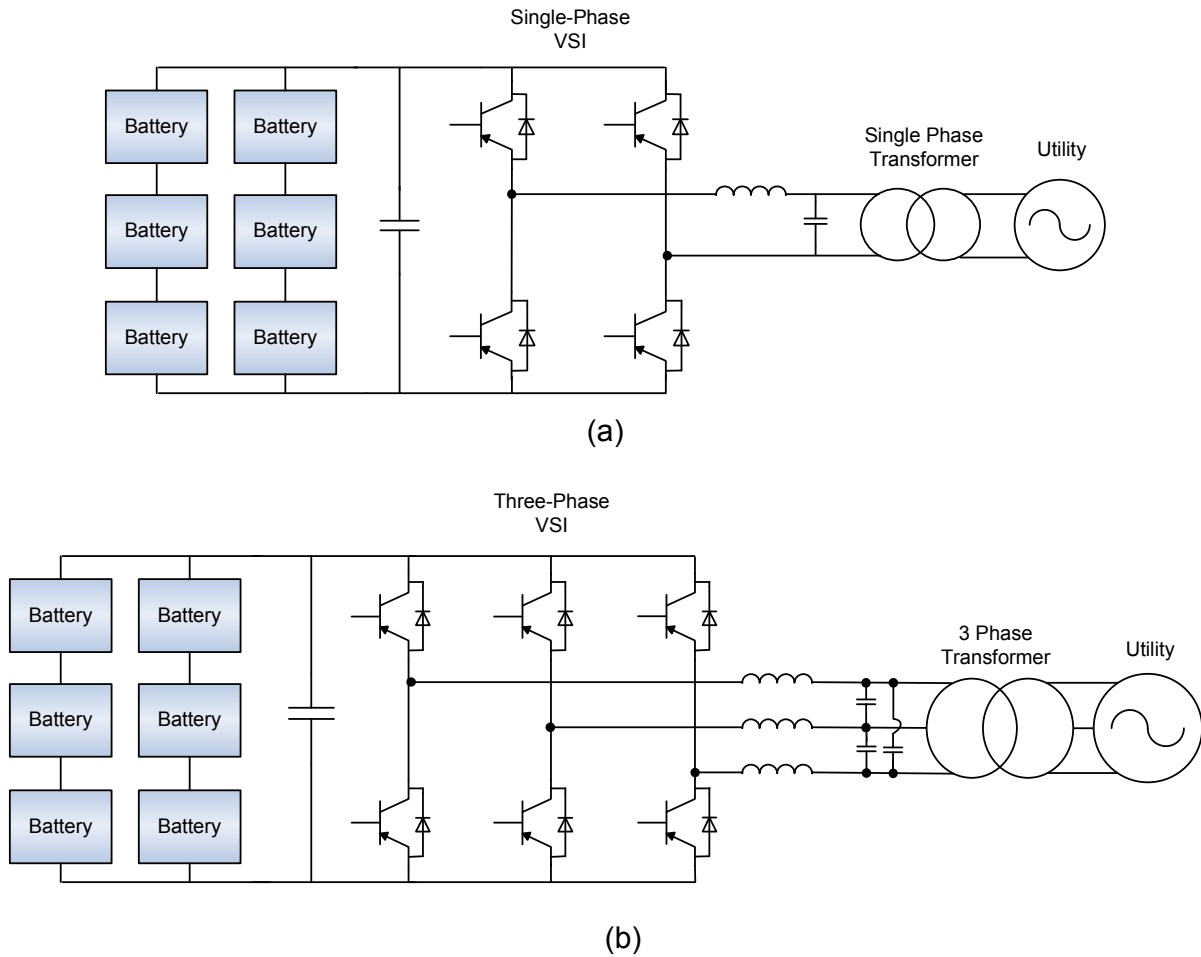 Single-Phase
VSI
Battery
Battery
Single Phase
Transformer
Utility
Battery
Battery
Battery
Battery
(a)
Three-Phase
VSI
Battery
Battery
3 Phase
Transformer
Utility
Battery
Battery
Battery
Battery
(b)